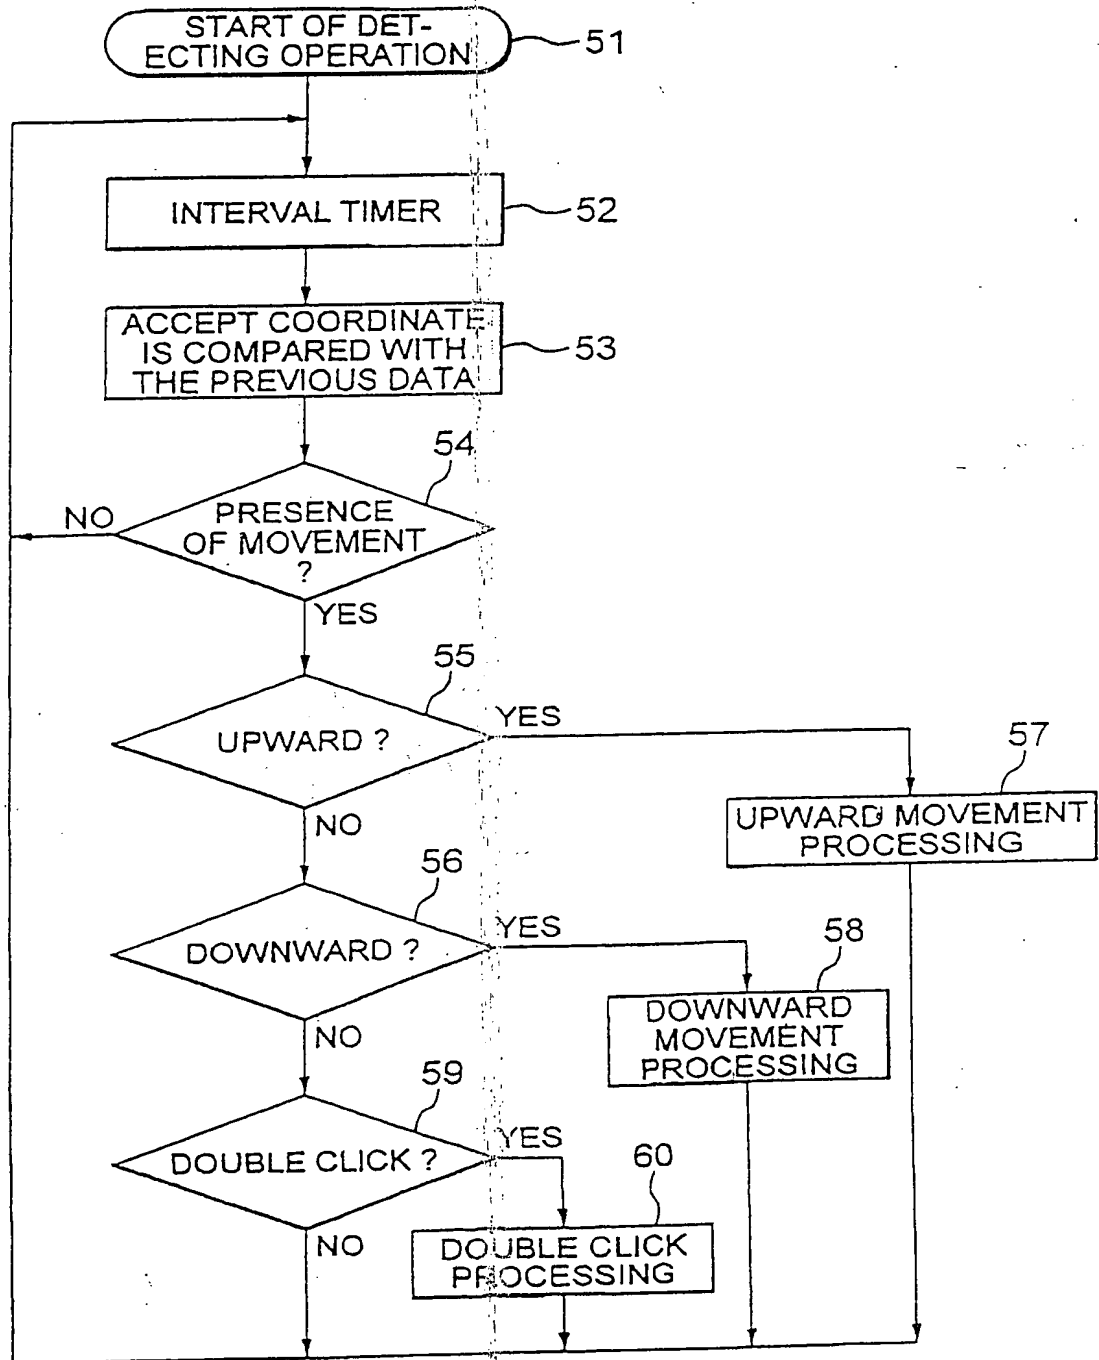 START OF DET-
ECTING OPERATION
51
INTERVAL TIMER
52
ACCEPT COORDINATE
IS COMPARED WITH
THE PREVIOUS DATA
53
54
PRESENCE
OF MOVEMENT
?
NO
YES
55
UPWARD ?
YES
57
UPWARD MOVEMENT
PROCESSING
NO
56
DOWNWARD ?
YES
58
DOWNWARD
MOVEMENT
PROCESSING
NO
59
DOUBLE CLICK ?
YES
60
DOUBLE CLICK
PROCESSING
NO